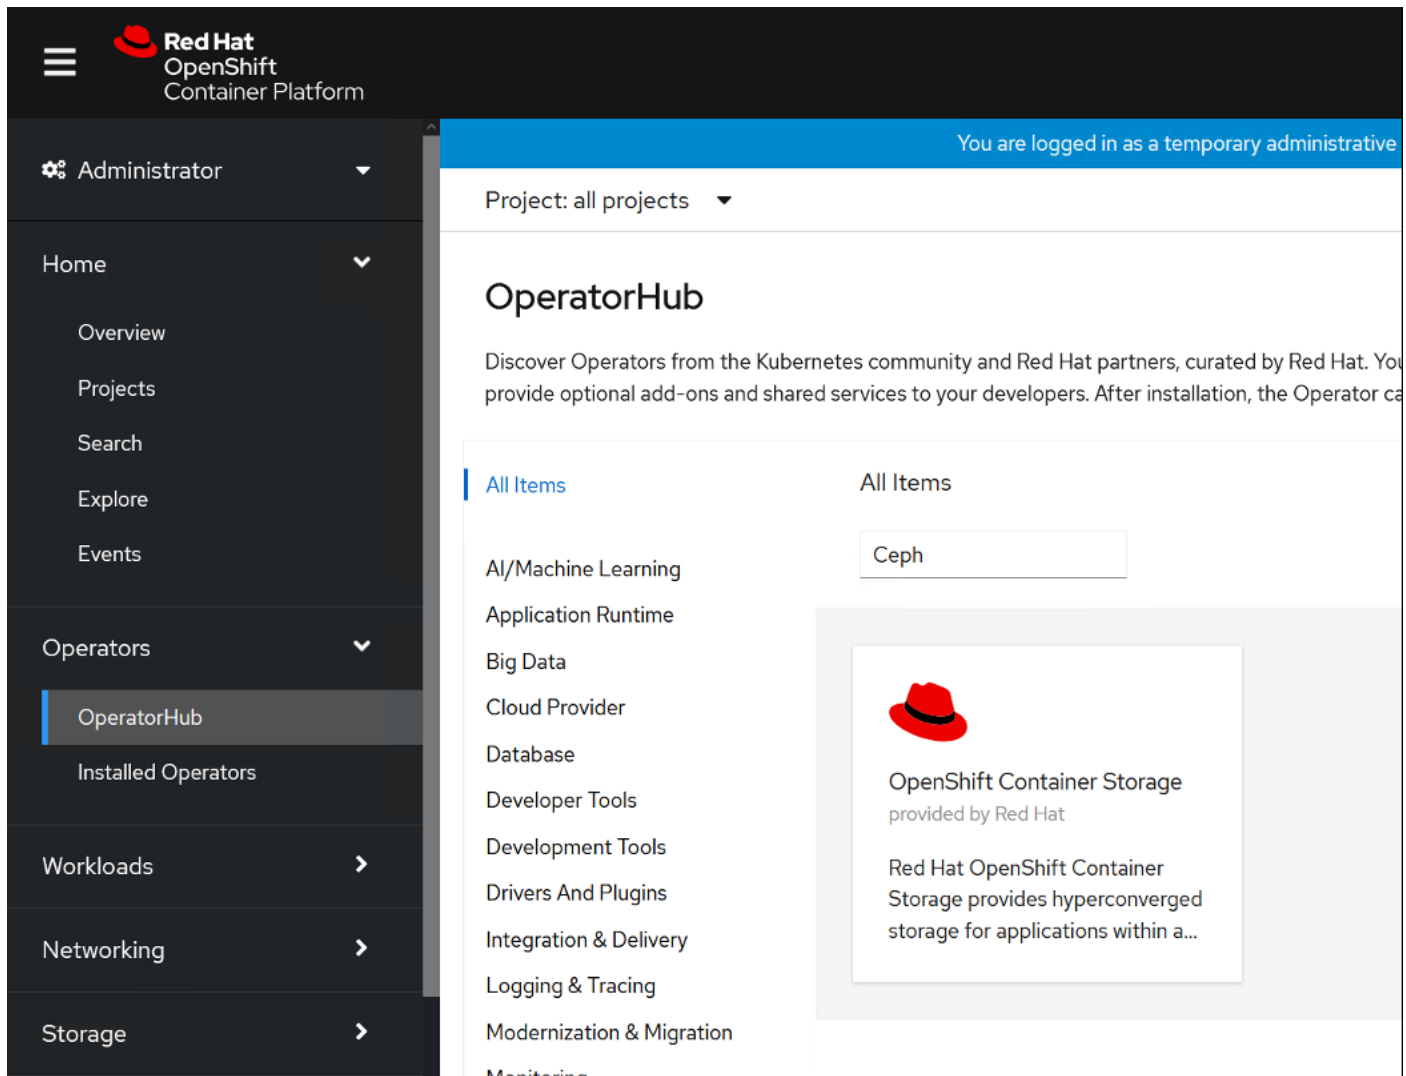 Red Hat
OpenShift
Container Platform
Administrator
Home
Overview
Projects
Search
Explore
Events
Operators
OperatorHub
Installed Operators
Workloads
Networking
Storage
You are logged in as a temporary administrative
Project: all projects
OperatorHub
Discover Operators from the Kubernetes community and Red Hat partners, curated by Red Hat. You
provide optional add-ons and shared services to your developers. After installation, the Operator ca
All Items
AI/Machine Learning
Application Runtime
Big Data
Cloud Provider
Database
Developer Tools
Development Tools
Drivers And Plugins
Integration & Delivery
Logging & Tracing
Modernization & Migration
Monitoring
All Items
Ceph
OpenShift Container Storage
provided by Red Hat
Red Hat OpenShift Container
Storage provides hyperconverged
storage for applications within a...